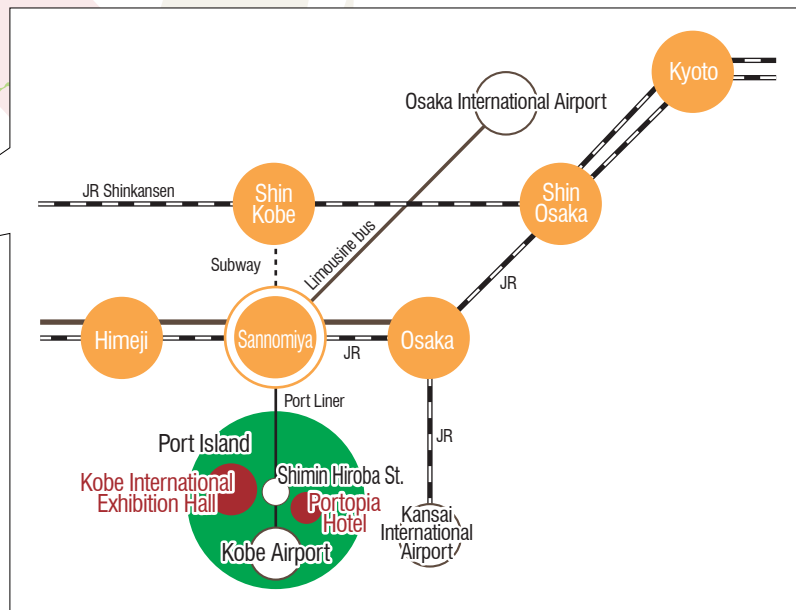 Kyoto
Osaka International Airport
JR Shinkansen
Shin
Kobe
Shin
Osaka
Subway
Limousine bus
JR
Himeji
Sannomiya
JR
Osaka
Port Liner
JR
Port Island
Kobe International
Exhibition Hall
Shimin Hiroba St.
Portopia
Hotel
Kobe Airport
Kansai
International
Airport